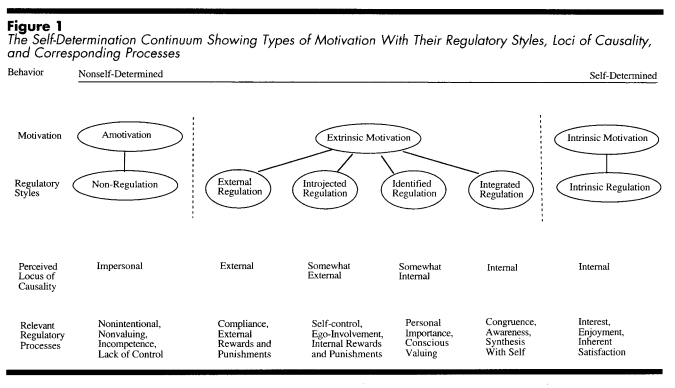 Figure 1
The Self-Determination Continuum Showing Types of Motivation With Their Regulatory Styles, Loci of Causality,
and Corresponding Processes
Behavior Nonself-Determined Self-Determined
Motivation Amotivation Extrinsic Motivation Intrinsic Motivation
Regulatory
Styles
Non-Regulation
External
Regulation
Introjected
Regulation
Identified
Regulation
Integrated
Regulation
Intrinsic Regulation
Perceived
Locus of
Causality
Impersonal
External
Somewhat
External
Somewhat
Internal
Internal
Internal
Relevant
Regulatory
Processes
Nonintentional,
Nonvaluing,
Incompetence,
Lack of Control
Compliance,
External
Rewards and
Punishments
Self-control,
Ego-Involvement,
Internal Rewards
and Punishments
Personal
Importance,
Conscious
Valuing
Congruence,
Awareness,
Synthesis
With Self
Interest,
Enjoyment,
Inherent
Satisfaction